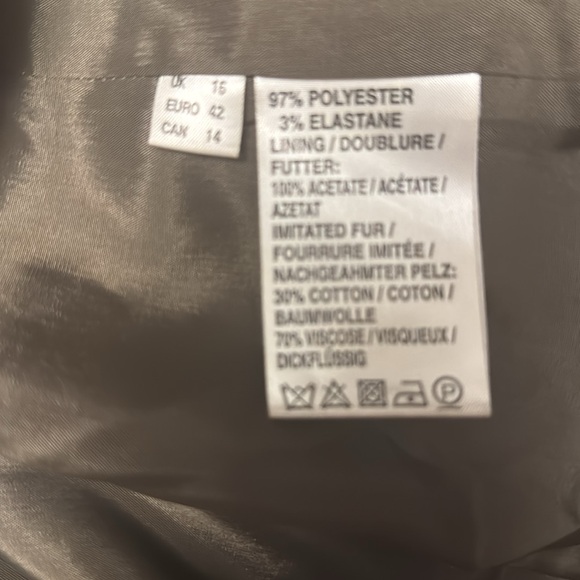 UK 16
EURO 42
CAN 14
97% POLYESTER
3% ELASTANE
LINING / DOUBLURE /
FUTTER:
100% ACETATE / ACÉTATE /
AZETAT
IMITATED FUR /
FOURRURE IMITÉE /
NACHGEAHMTER PELZ:
30% COTTON / COTON /
BAUMWOLLE
70% VISCOSE / VISQUEUX /
DICKFLÜSSIG
P